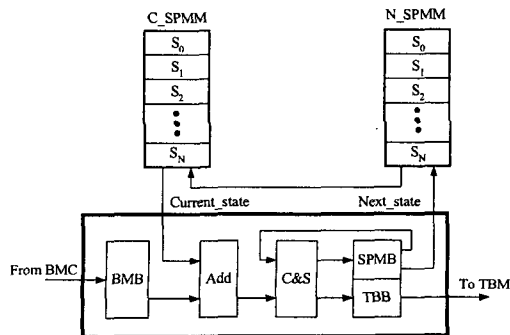 C_SPMM
N_SPMM
S0
S1
S2
SN
S0
S1
S2
SN
Current_state
Next_state
From BMC
BMB
Add
C&S
SPMB
TBB
To TBM